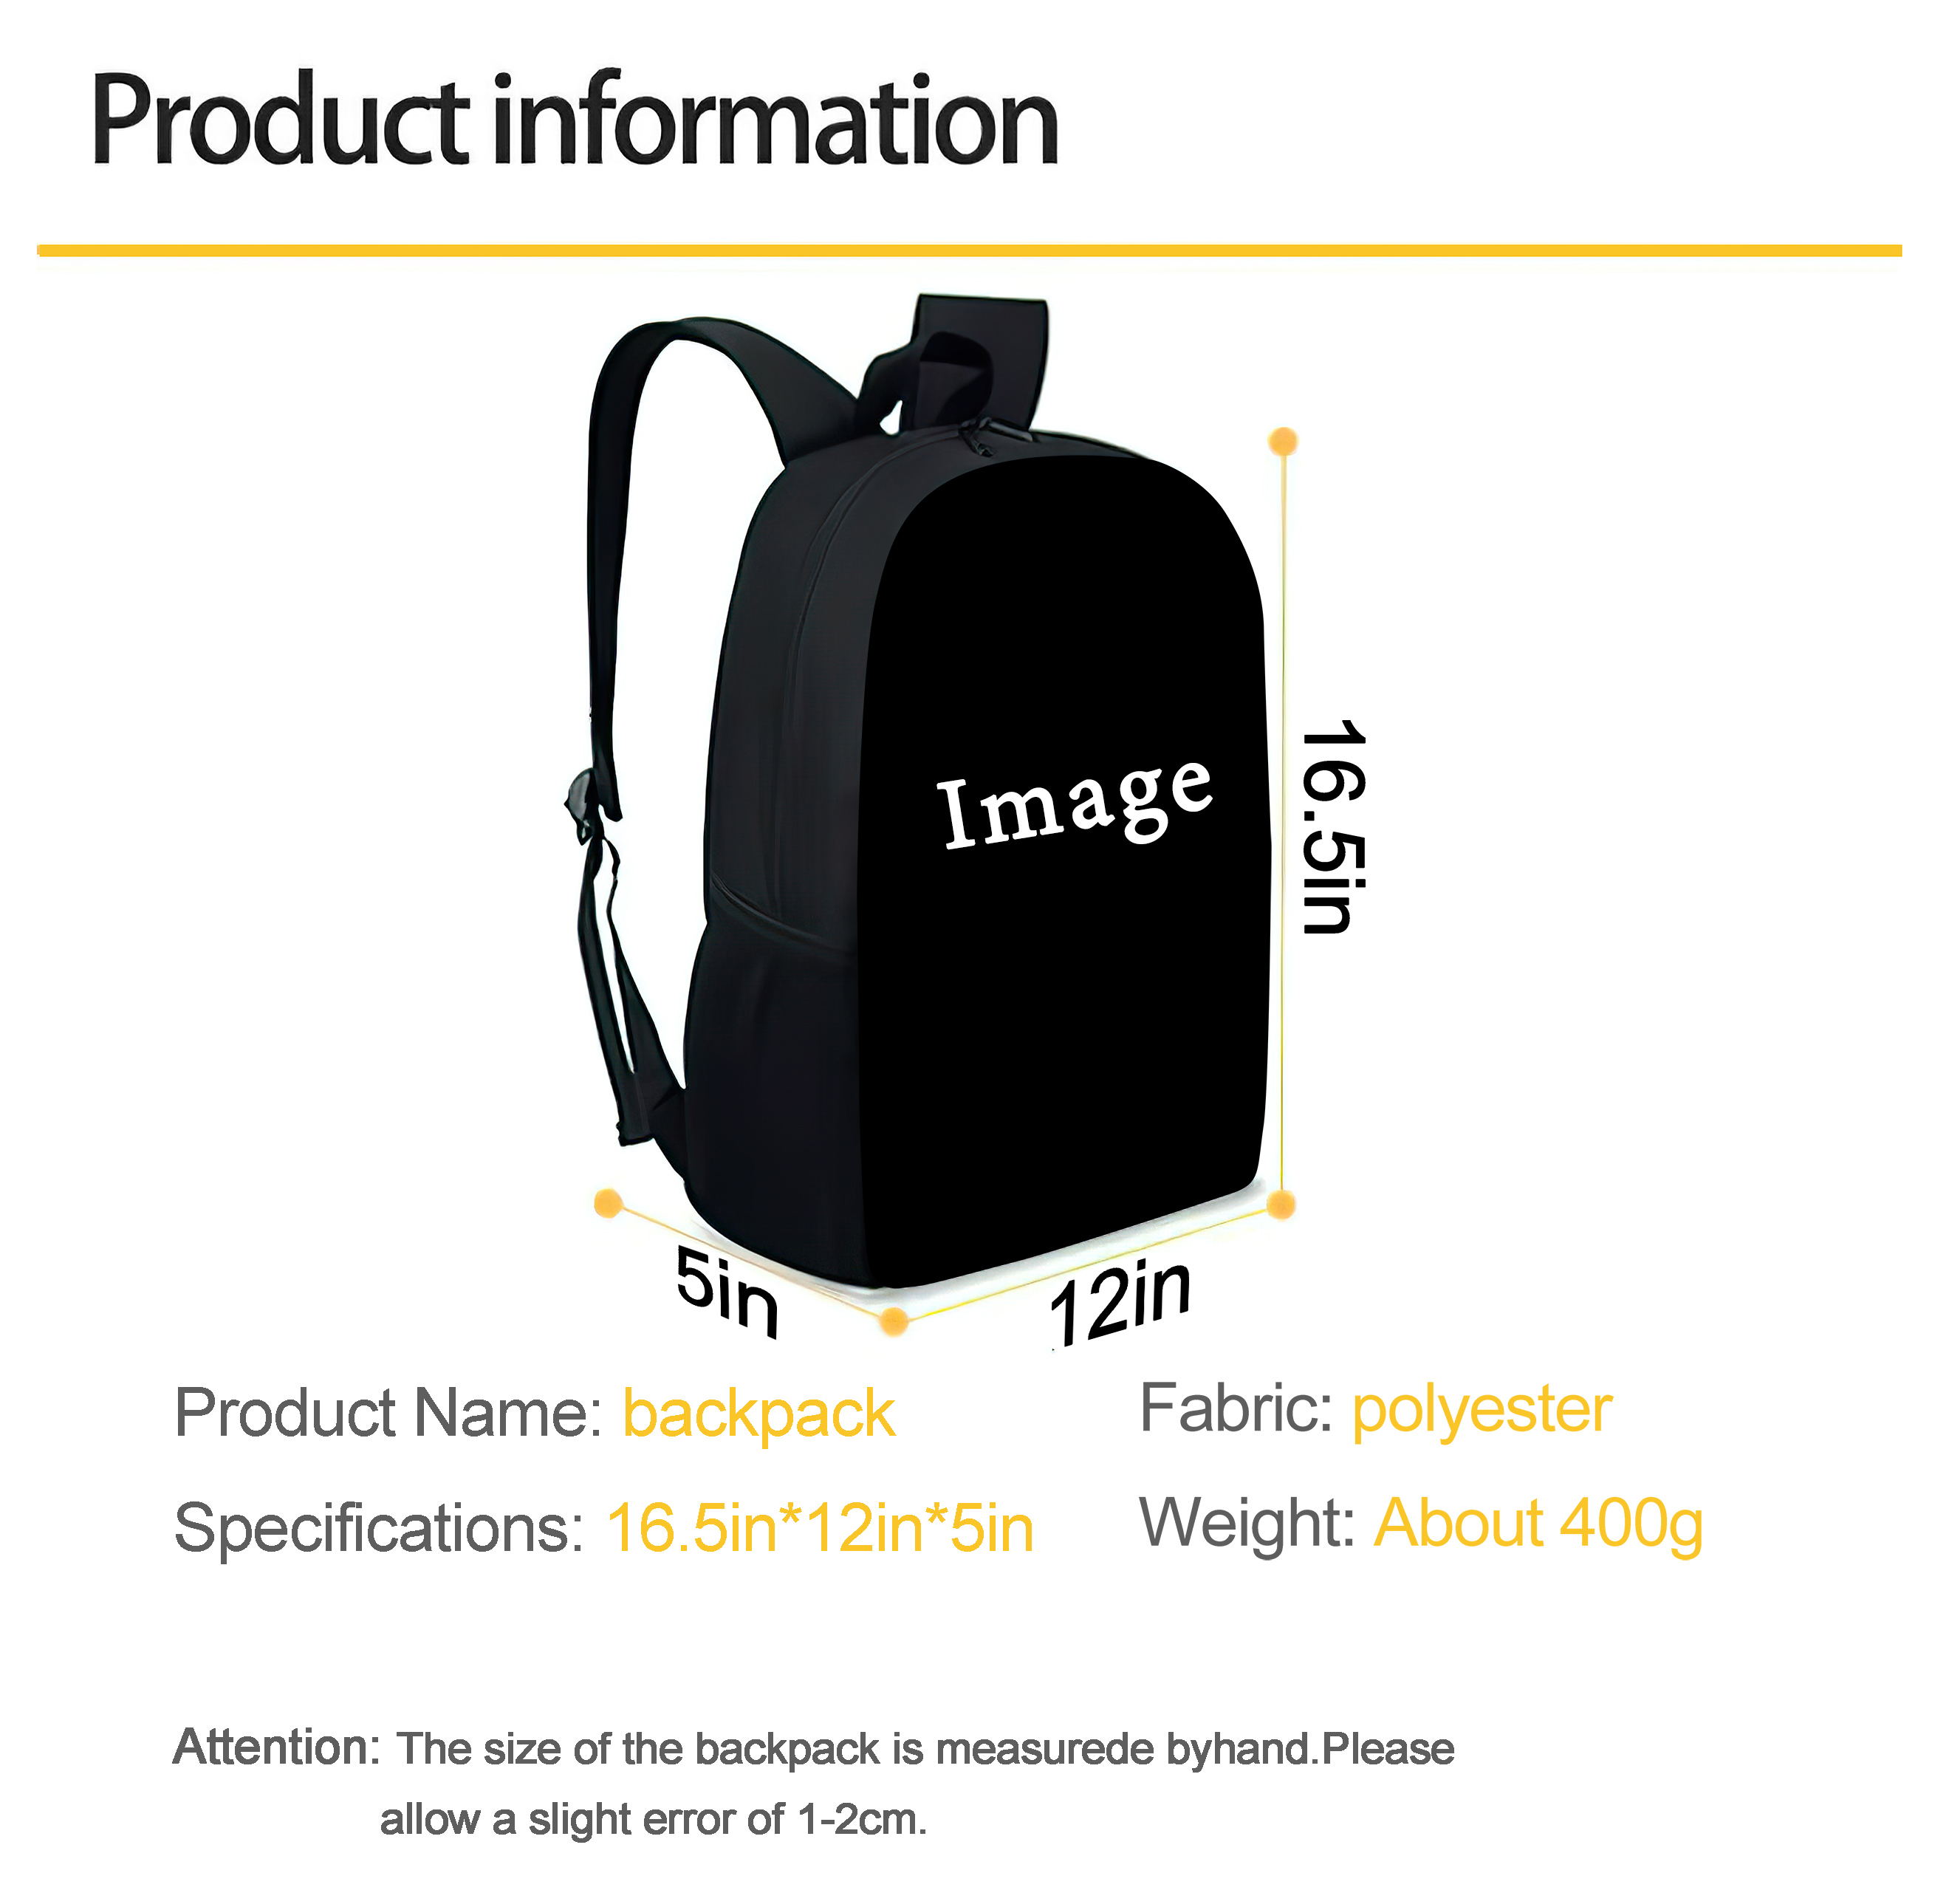 Product information
Image
16.5in
5in
12in
Product Name: backpack
Fabric: polyester
Specifications: 16.5in*12in*5in
Weight: About 400g
Attention: The size of the backpack is measurede byhand.Please
allow a slight error of 1-2cm.